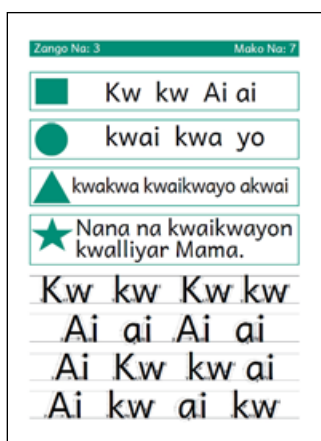 Zango Na: 3 Mako Na: 7
Kw kw Ai ai
kwai kwa yo
kwakwa kwaikwayo akwai
Nana na kwaikwayon
kwalliyar Mama.
Kw kw Kw kw
Ai ai Ai ai
Ai Kw kw ai
Ai kw ai kw